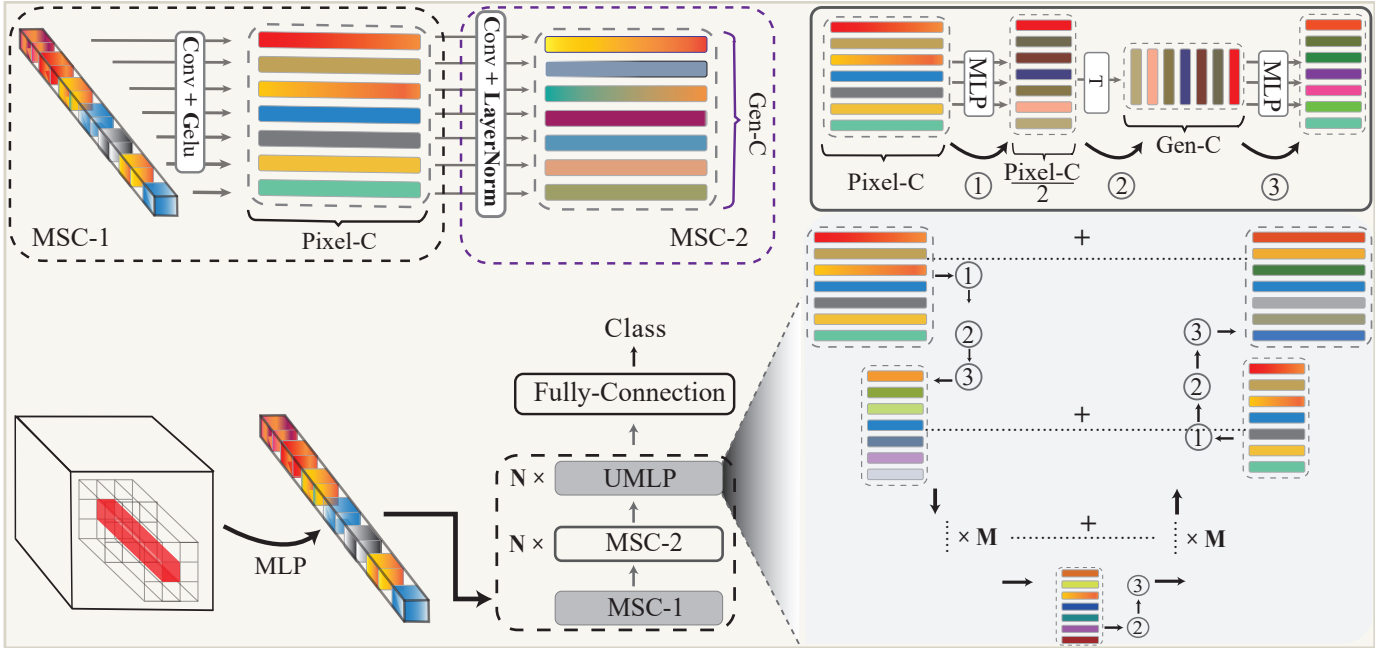 Conv + Gelu
MSC-1
Pixel-C
Conv + LayerNorm
MSC-2
Gen-C
Pixel-C
MLP
①
Pixel-C
2
T
②
Gen-C
MLP
③
+
①
②
③
③
②
①
+
× M
+
× M
②
③
Class
Fully-Connection
N ×
UMLP
N ×
MSC-2
MSC-1
MLP